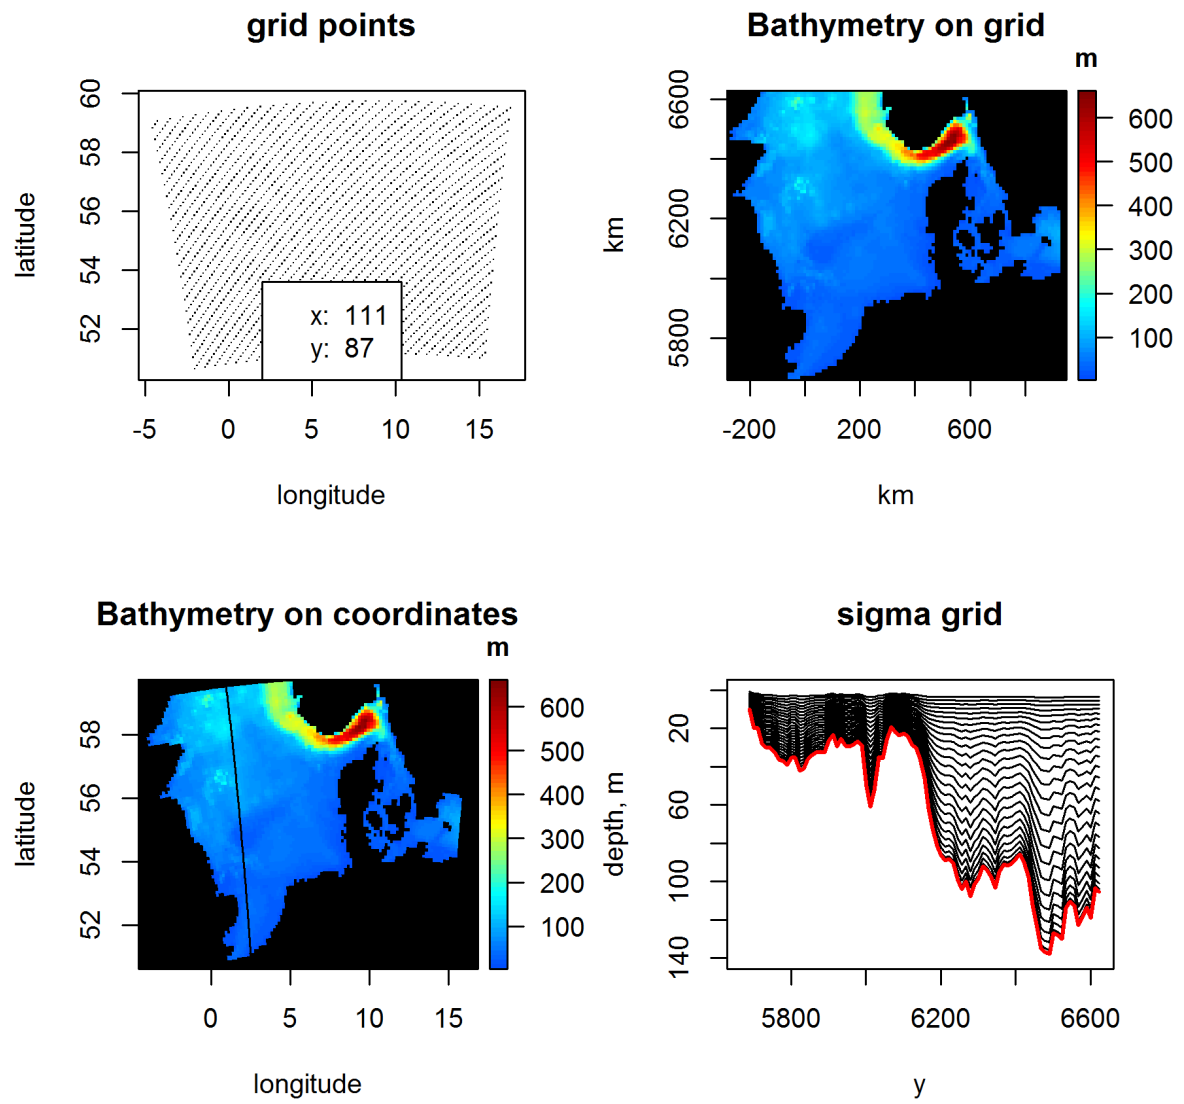 grid points
latitude
60
58
56
54
52
x: 111
y: 87
-5
0
5
10
15
longitude
Bathymetry on grid
m
km
6600
6200
5800
600
500
400
300
200
100
-200
200
600
km
Bathymetry on coordinates
m
latitude
58
56
54
52
600
500
400
300
200
100
0
5
10
15
longitude
sigma grid
depth, m
20
60
100
140
5800
6200
6600
y